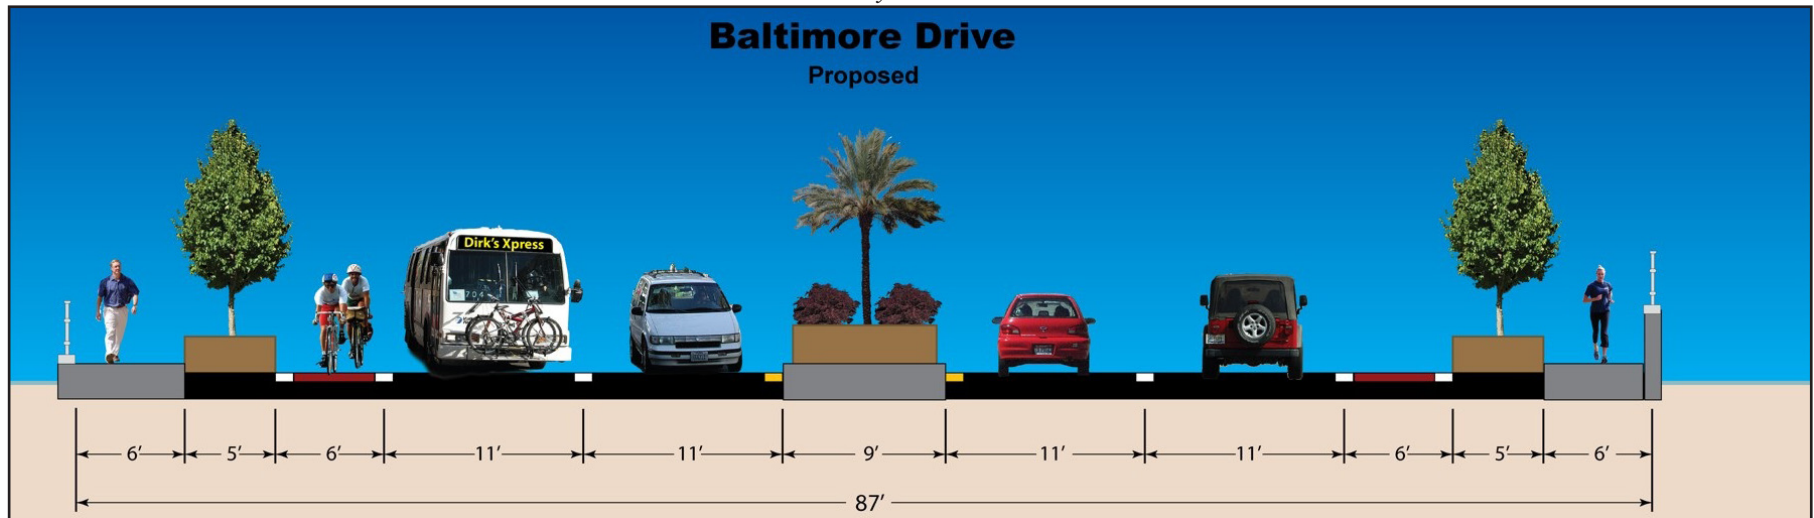 Baltimore Drive
Proposed
Dirk's Xpress
6' 5' 6' 11' 11' 9' 11' 11' 6' 5' 6'
87'